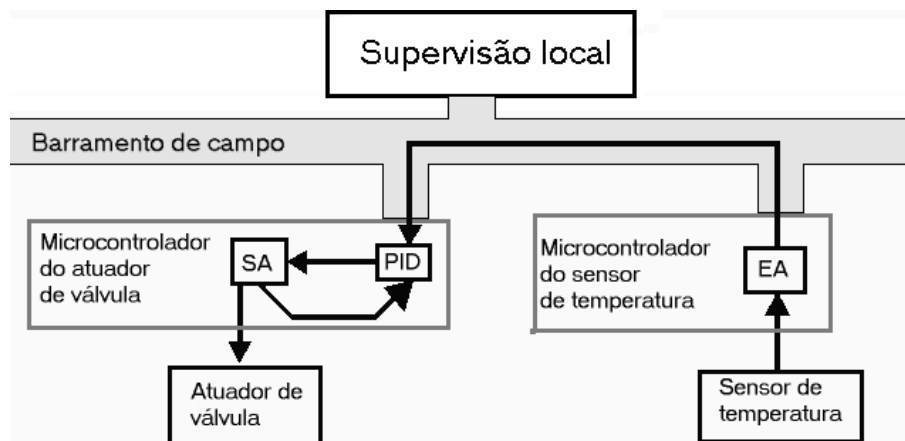 Supervisão local
Barramento de campo
Microcontrolador
do atuador
de válvula
SA
PID
Microcontrolador
do sensor
de temperatura
EA
Atuador de
válvula
Sensor de
temperatura